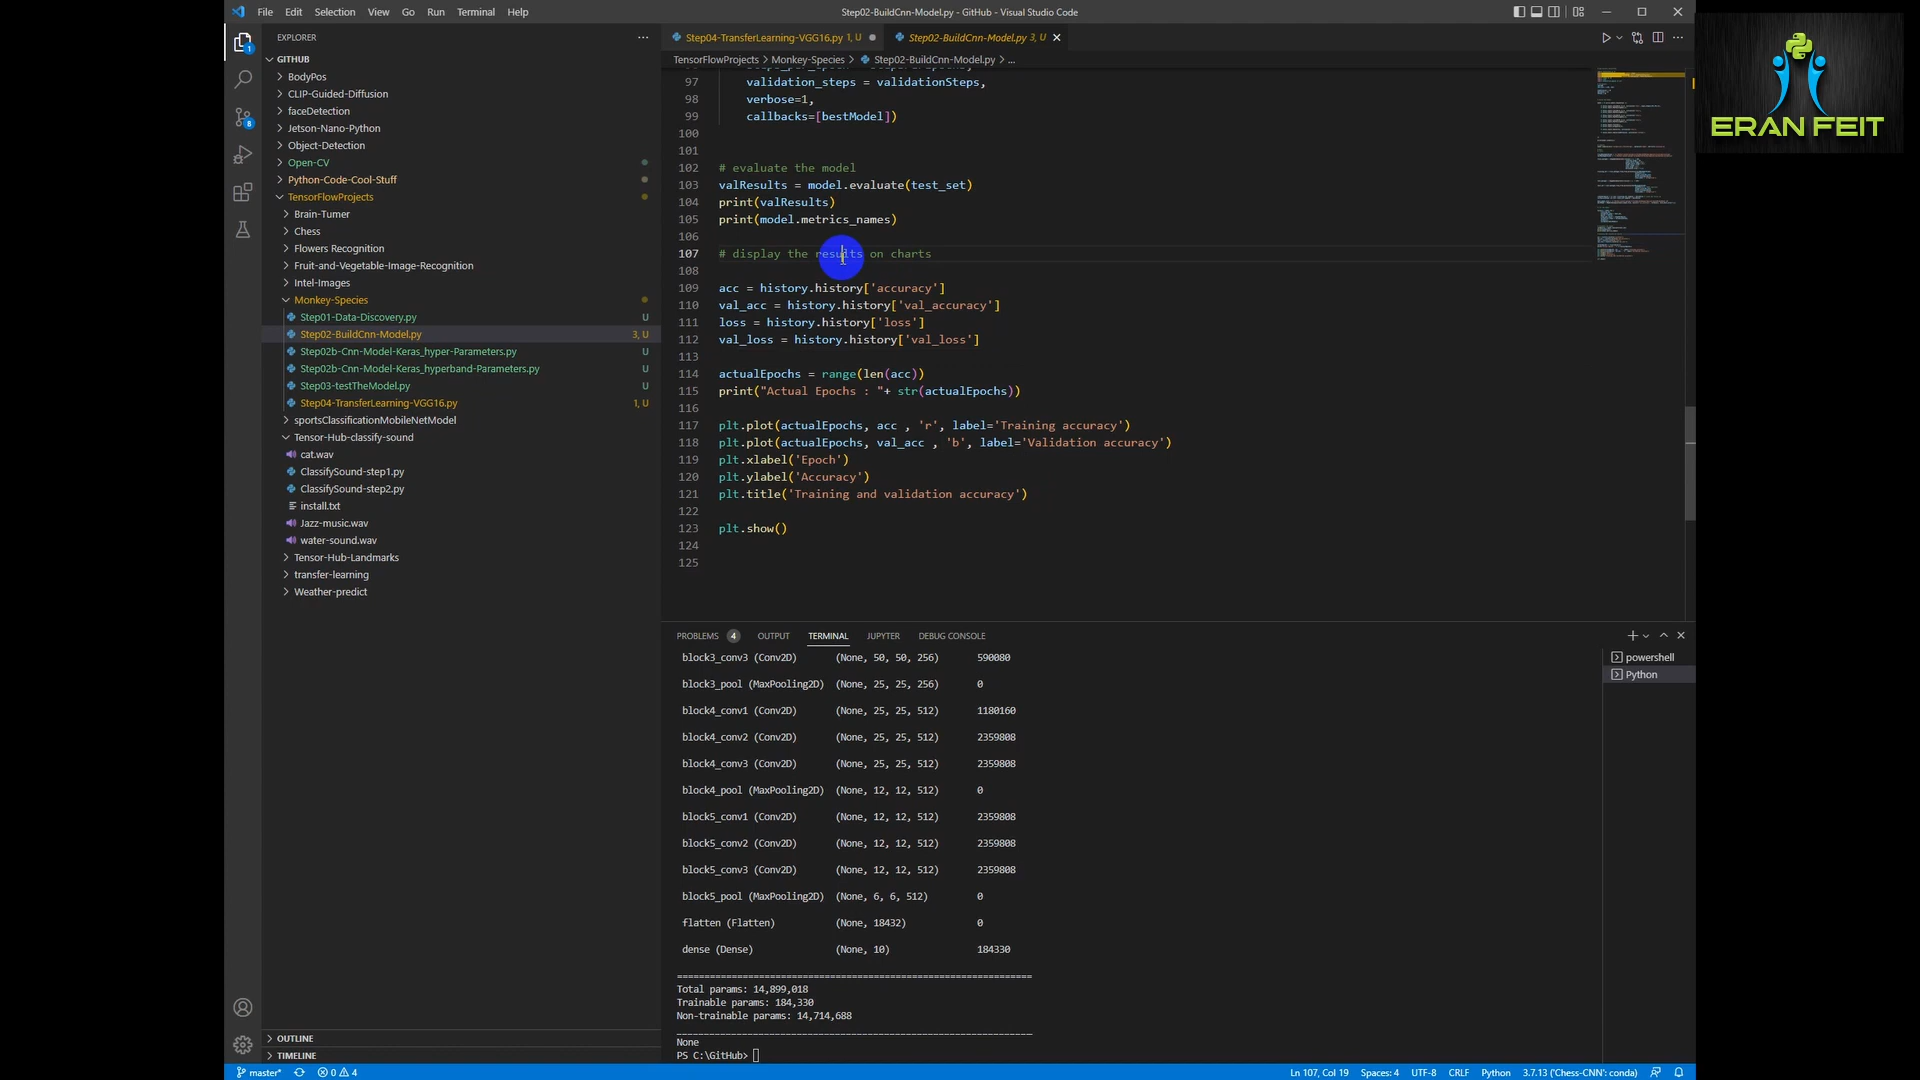 File Edit Selection View Go Run Terminal Help
Step02-BuildCnn-Model.py - GitHub - Visual Studio Code
EXPLORER
GITHUB
BodyPos
CLIP-Guided-Diffusion
faceDetection
Jetson-Nano-Python
Object-Detection
Open-CV
Python-Code-Cool-Stuff
TensorFlowProjects
Brain-Tumer
Chess
Flowers Recognition
Fruit-and-Vegetable-Image-Recognition
Intel-Images
Monkey-Species
Step01-Data-Discovery.py U
Step02-BuildCnn-Model.py 3, U
Step02b-Cnn-Model-Keras_hyper-Parameters.py U
Step02b-Cnn-Model-Keras_hyperband-Parameters.py U
Step03-testTheModel.py U
Step04-TransferLearning-VGG16.py 1, U
sportsClassificationMobileNetModel
Tensor-Hub-classify-sound
cat.wav
ClassifySound-step1.py
ClassifySound-step2.py
install.txt
Jazz-music.wav
water-sound.wav
Tensor-Hub-Landmarks
transfer-learning
Weather-predict
OUTLINE
TIMELINE
1
8
Step04-TransferLearning-VGG16.py 1, U
Step02-BuildCnn-Model.py 3, U
TensorFlowProjects > Monkey-Species > Step02-BuildCnn-Model.py > ...
97 validation_steps = validationSteps,
98 verbose=1,
99 callbacks=[bestModel])
100
101
102 # evaluate the model
103 valResults = model.evaluate(test_set)
104 print(valResults)
105 print(model.metrics_names)
106
107 # display the results on charts
108
109 acc = history.history['accuracy']
110 val_acc = history.history['val_accuracy']
111 loss = history.history['loss']
112 val_loss = history.history['val_loss']
113
114 actualEpochs = range(len(acc))
115 print("Actual Epochs : "+ str(actualEpochs))
116
117 plt.plot(actualEpochs, acc , 'r', label='Training accuracy')
118 plt.plot(actualEpochs, val_acc , 'b', label='Validation accuracy')
119 plt.xlabel('Epoch')
120 plt.ylabel('Accuracy')
121 plt.title('Training and validation accuracy')
122
123 plt.show()
124
125
PROBLEMS 4 OUTPUT TERMINAL JUPYTER DEBUG CONSOLE
block3_conv3 (Conv2D) (None, 50, 50, 256) 590080
block3_pool (MaxPooling2D) (None, 25, 25, 256) 0
block4_conv1 (Conv2D) (None, 25, 25, 512) 1180160
block4_conv2 (Conv2D) (None, 25, 25, 512) 2359808
block4_conv3 (Conv2D) (None, 25, 25, 512) 2359808
block4_pool (MaxPooling2D) (None, 12, 12, 512) 0
block5_conv1 (Conv2D) (None, 12, 12, 512) 2359808
block5_conv2 (Conv2D) (None, 12, 12, 512) 2359808
block5_conv3 (Conv2D) (None, 12, 12, 512) 2359808
block5_pool (MaxPooling2D) (None, 6, 6, 512) 0
flatten (Flatten) (None, 18432) 0
dense (Dense) (None, 10) 184330
=================================================================
Total params: 14,899,018
Trainable params: 184,330
Non-trainable params: 14,714,688
_________________________________________________________________
None
PS C:\GitHub>
powershell
Python
master* 0 4
Ln 107, Col 19 Spaces: 4 UTF-8 CRLF Python 3.7.13 ('Chess-CNN': conda)
ERAN FEIT